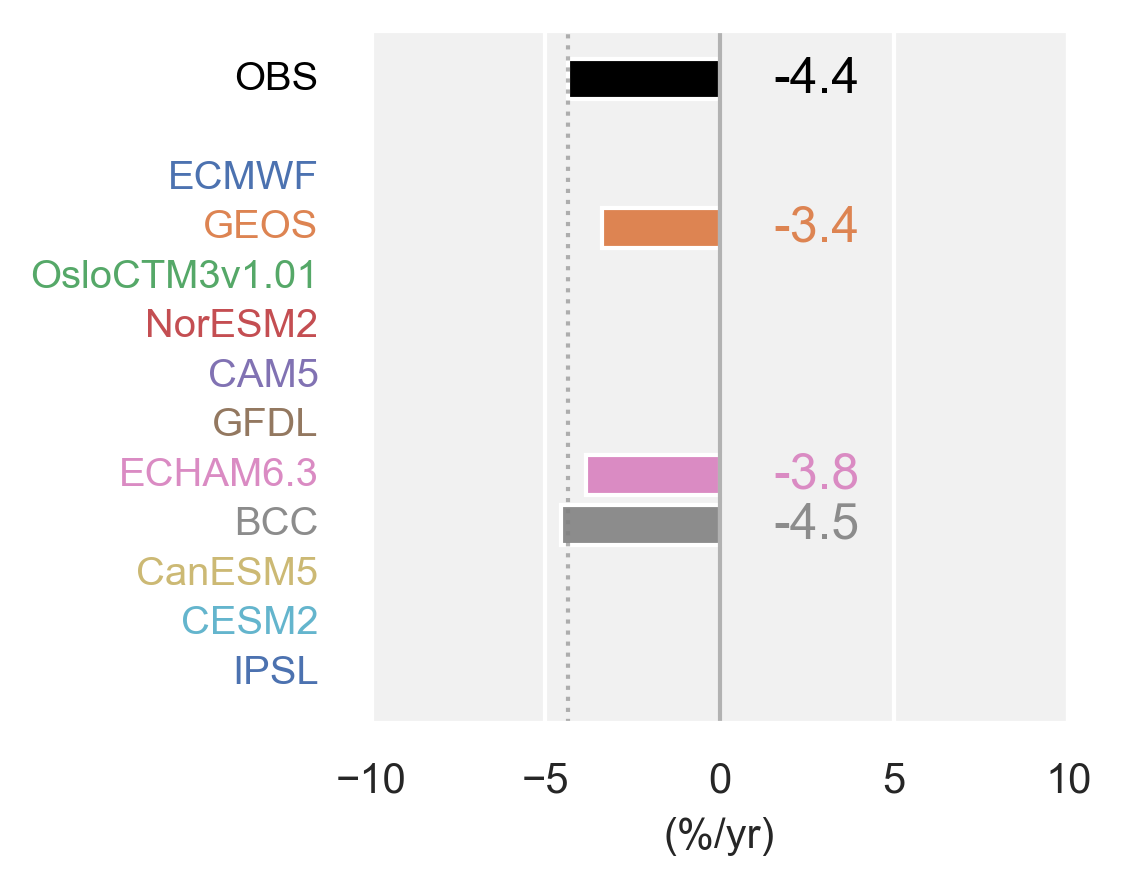 OBS -4.4
ECMWF
GEOS -3.4
OsloCTM3v1.01
NorESM2
CAM5
GFDL
ECHAM6.3 -3.8
BCC -4.5
CanESM5
CESM2
IPSL
−10 −5 0 5 10
(%/yr)